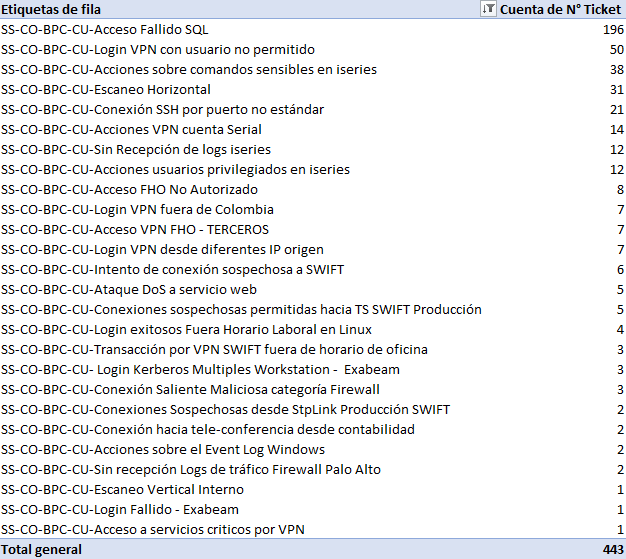 Etiquetas de fila Cuenta de N° Ticket
SS-CO-BPC-CU-Acceso Fallido SQL 196
SS-CO-BPC-CU-Login VPN con usuario no permitido 50
SS-CO-BPC-CU-Acciones sobre comandos sensibles en iseries 38
SS-CO-BPC-CU-Escaneo Horizontal 31
SS-CO-BPC-CU-Conexión SSH por puerto no estándar 21
SS-CO-BPC-CU-Acciones VPN cuenta Serial 14
SS-CO-BPC-CU-Sin Recepción de logs iseries 12
SS-CO-BPC-CU-Acciones usuarios privilegiados en iseries 12
SS-CO-BPC-CU-Acceso FHO No Autorizado 8
SS-CO-BPC-CU-Login VPN fuera de Colombia 7
SS-CO-BPC-CU-Acceso VPN FHO - TERCEROS 7
SS-CO-BPC-CU-Login VPN desde diferentes IP origen 7
SS-CO-BPC-CU-Intento de conexión sospechosa a SWIFT 6
SS-CO-BPC-CU-Ataque DoS a servicio web 5
SS-CO-BPC-CU-Conexiones sospechosas permitidas hacia TS SWIFT Producción 5
SS-CO-BPC-CU-Login exitosos Fuera Horario Laboral en Linux 4
SS-CO-BPC-CU-Transacción por VPN SWIFT fuera de horario de oficina 3
SS-CO-BPC-CU- Login Kerberos Multiples Workstation - Exabeam 3
SS-CO-BPC-CU-Conexión Saliente Maliciosa categoría Firewall 3
SS-CO-BPC-CU-Conexiones Sospechosas desde StpLink Producción SWIFT 2
SS-CO-BPC-CU-Conexión hacia tele-conferencia desde contabilidad 2
SS-CO-BPC-CU-Acciones sobre el Event Log Windows 2
SS-CO-BPC-CU-Sin recepción Logs de tráfico Firewall Palo Alto 2
SS-CO-BPC-CU-Escaneo Vertical Interno 1
SS-CO-BPC-CU-Login Fallido - Exabeam 1
SS-CO-BPC-CU-Acceso a servicios criticos por VPN 1
Total general 443